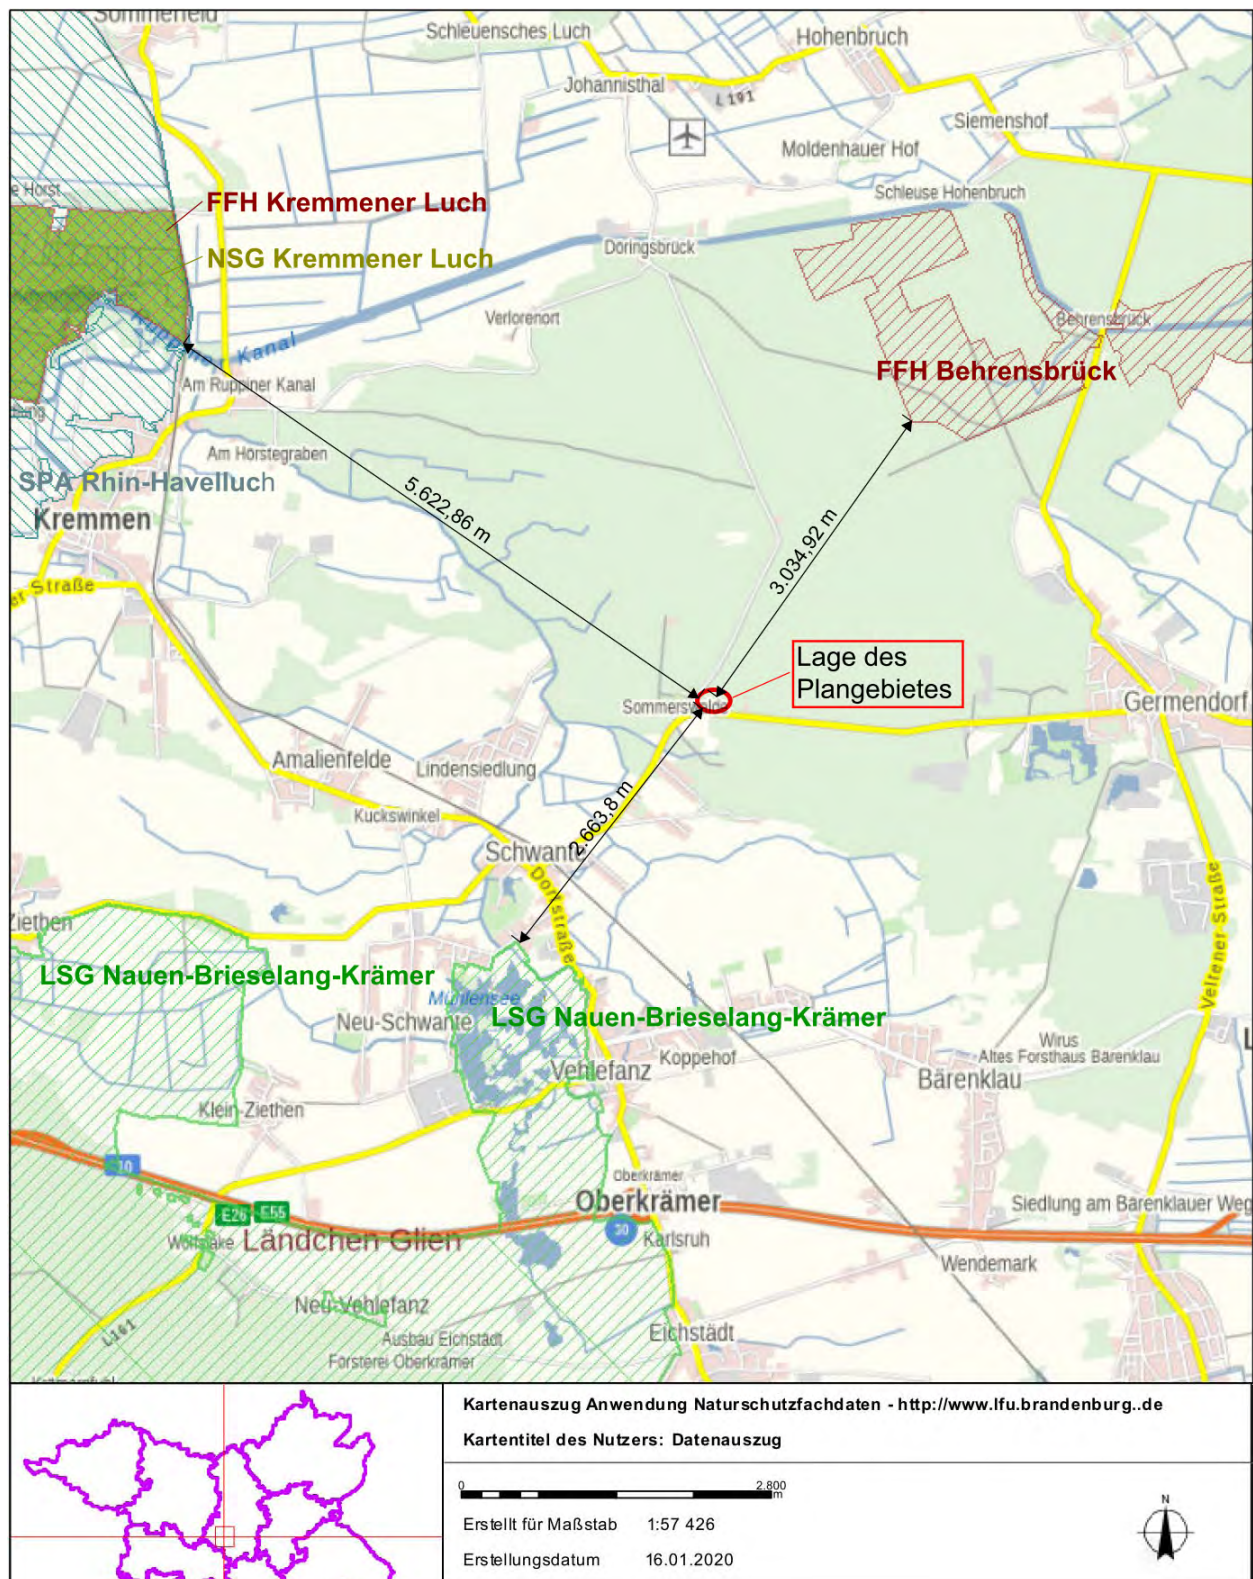 Sommerfeld
Schleuensches Luch
Hohenbruch
Johannisthal
L 191
Siemenshof
Moldenhauer Hof
e Horst
Schleuse Hohenbruch
FFH Kremmener Luch
NSG Kremmener Luch
Döringsbrück
Verlorenort
Behrensbrück
Ruppiner Kanal
FFH Behrensbrück
Am Ruppiner Kanal
Am Hörstegraben
SPA Rhin-Havelluch
Kremmen
5.622,86 m
3.034,92 m
er Straße
Lage des
Plangebietes
Sommerswalde
Germendorf
Amalienfelde
Lindensiedlung
Kuckswinkel
2.663,8 m
Schwante
Dorfstraße
Veltener Straße
Ziethen
LSG Nauen-Brieselang-Krämer
Mühlensee
Neu-Schwante
LSG Nauen-Brieselang-Krämer
Koppehof
Wirus
Altes Forsthaus Bärenklau
L
Vehlefanz
Bärenklau
Klein-Ziethen
10
Oberkrämer
Oberkrämer
Siedlung am Bärenklauer Weg
E26
E55
30
Wolfslake
Ländchen Glien
Karlsruh
Wendemark
Neu-Vehlefanz
L161
Ausbau Eichstädt
Eichstädt
Försterei Oberkrämer
Kartenauszug Anwendung Naturschutzfachdaten - http://www.lfu.brandenburg..de
Kartentitel des Nutzers: Datenauszug
0 2.800
m
Erstellt für Maßstab 1:57 426
Erstellungsdatum 16.01.2020
N